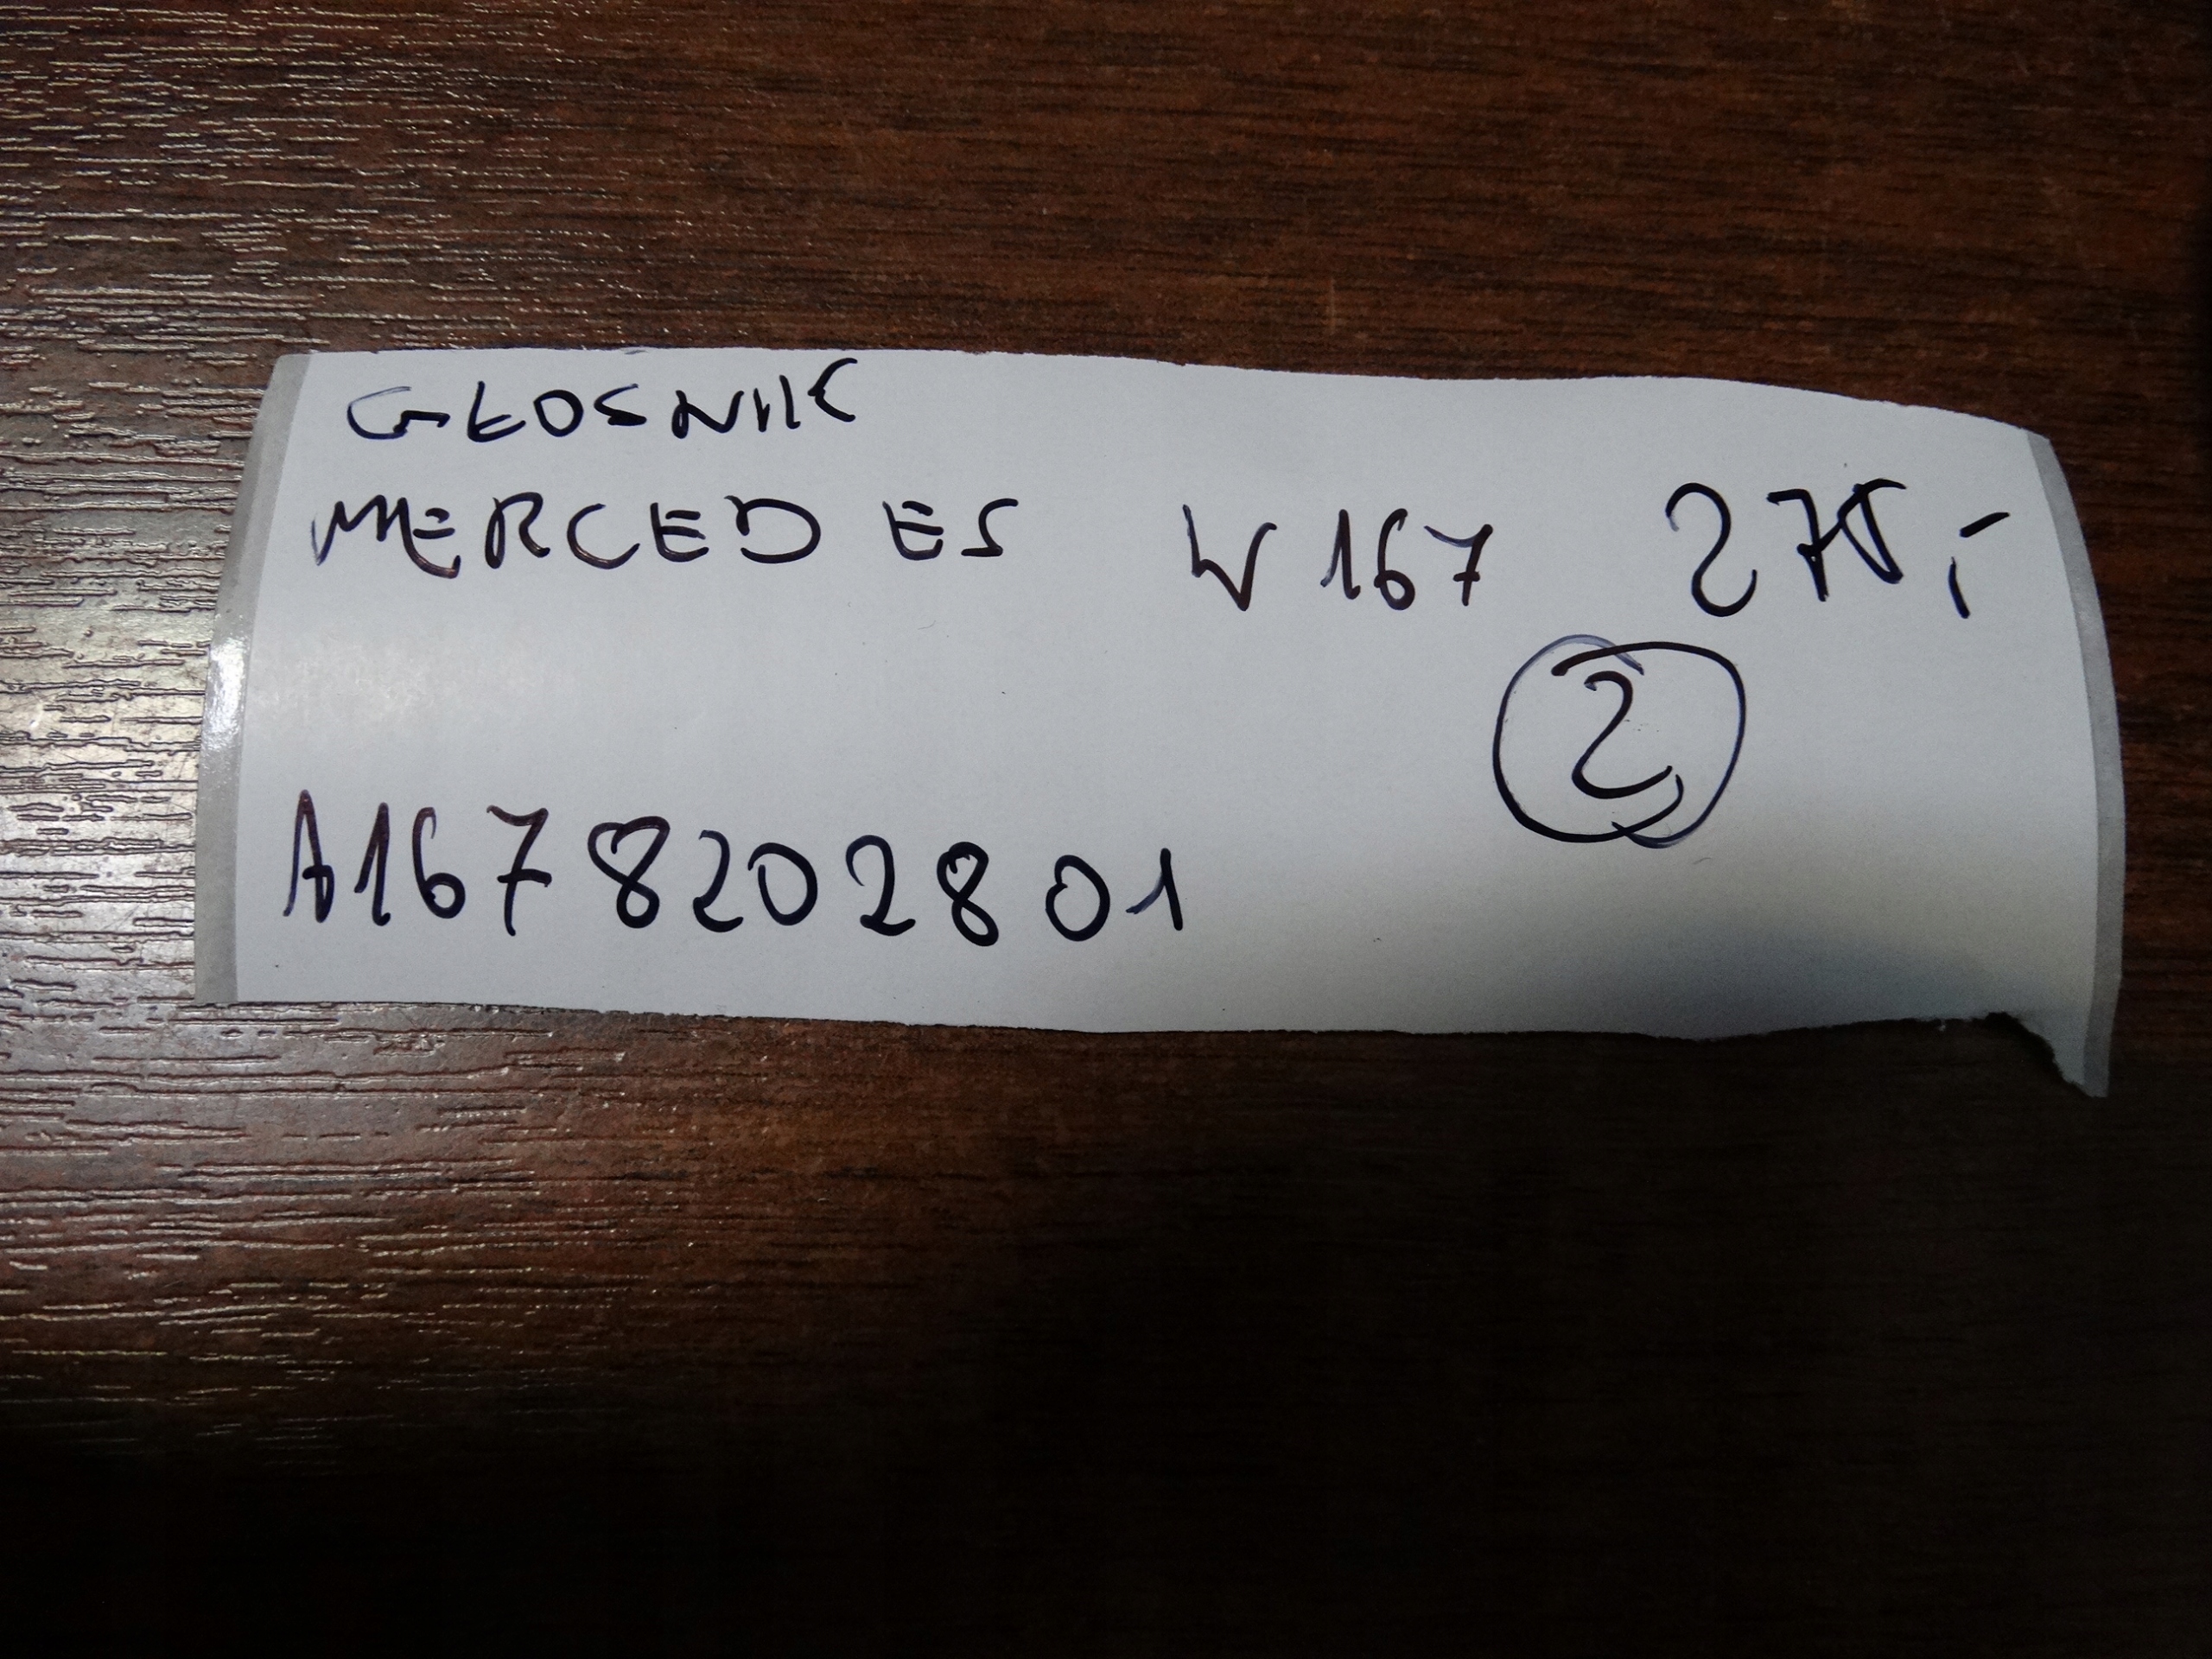 GŁOSNIK
MERCEDES W167 275,-
2
A1678202801